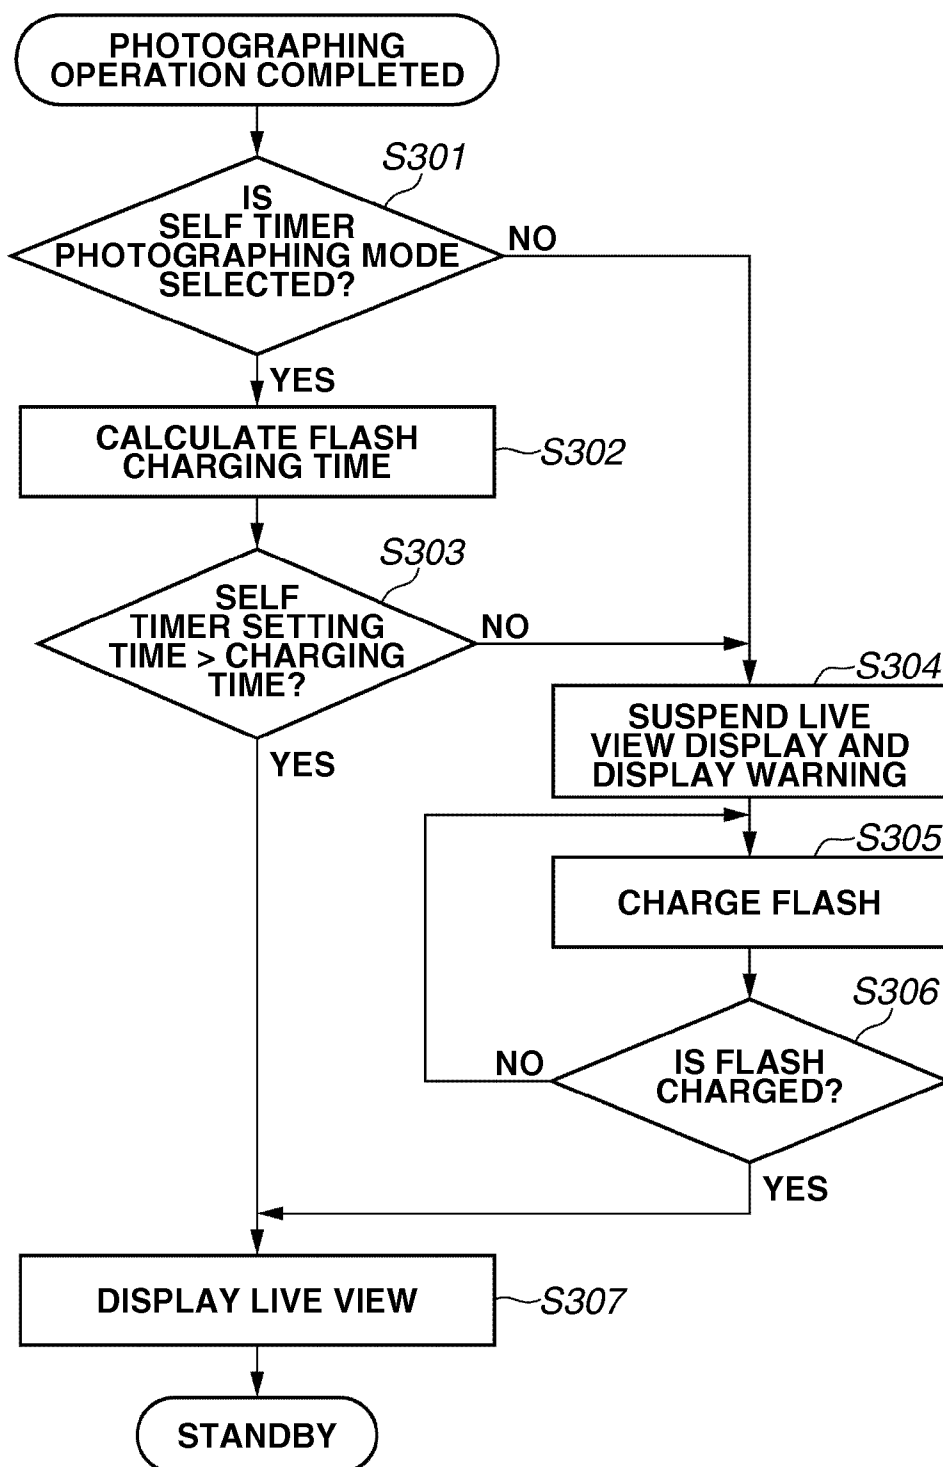 PHOTOGRAPHING
OPERATION COMPLETED
S301
IS
SELF TIMER
PHOTOGRAPHING MODE
SELECTED?
NO
YES
CALCULATE FLASH
CHARGING TIME
S302
S303
SELF
TIMER SETTING
TIME > CHARGING
TIME?
NO
YES
S304
SUSPEND LIVE
VIEW DISPLAY AND
DISPLAY WARNING
S305
CHARGE FLASH
S306
IS FLASH
CHARGED?
NO
YES
DISPLAY LIVE VIEW
S307
STANDBY